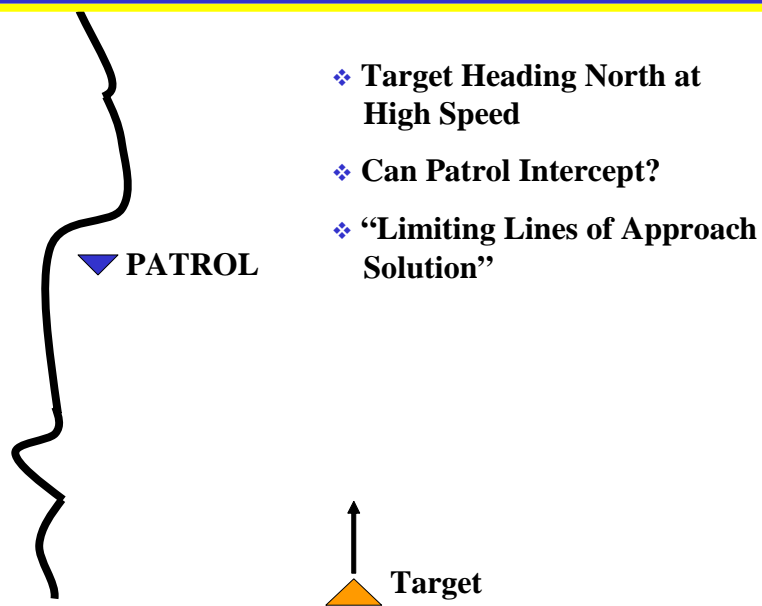 Target Heading North at
High Speed
Can Patrol Intercept?
“Limiting Lines of Approach
Solution”
PATROL
Target